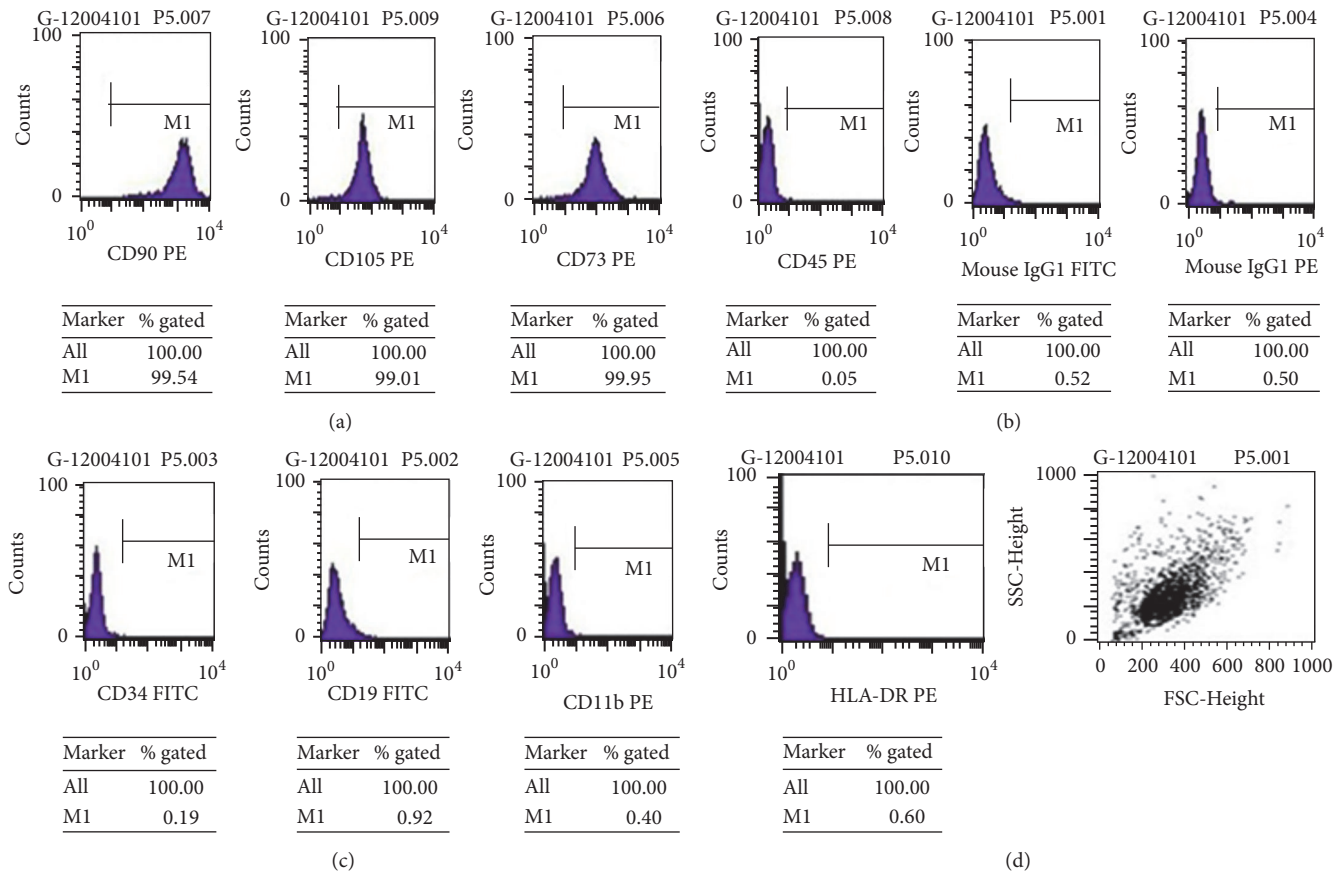 G-12004101 P5.007
100
Counts
M1
0
10^0 10^4
CD90 PE
Marker % gated
All 100.00
M1 99.54
G-12004101 P5.009
100
Counts
M1
0
10^0 10^4
CD105 PE
Marker % gated
All 100.00
M1 99.01
G-12004101 P5.006
100
Counts
M1
0
10^0 10^4
CD73 PE
Marker % gated
All 100.00
M1 99.95
(a)
G-12004101 P5.008
100
Counts
M1
0
10^0 10^4
CD45 PE
Marker % gated
All 100.00
M1 0.05
G-12004101 P5.001
100
Counts
M1
0
10^0 10^4
Mouse IgG1 FITC
Marker % gated
All 100.00
M1 0.52
G-12004101 P5.004
100
Counts
M1
0
10^0 10^4
Mouse IgG1 PE
Marker % gated
All 100.00
M1 0.50
(b)
G-12004101 P5.003
100
Counts
M1
0
10^0 10^4
CD34 FITC
Marker % gated
All 100.00
M1 0.19
G-12004101 P5.002
100
Counts
M1
0
10^0 10^4
CD19 FITC
Marker % gated
All 100.00
M1 0.92
G-12004101 P5.005
100
Counts
M1
0
10^0 10^4
CD11b PE
Marker % gated
All 100.00
M1 0.40
(c)
G-12004101 P5.010
100
Counts
M1
0
10^0 10^4
HLA-DR PE
Marker % gated
All 100.00
M1 0.60
G-12004101 P5.001
1000
SSC-Height
0
0 200 400 600 800 1000
FSC-Height
(d)